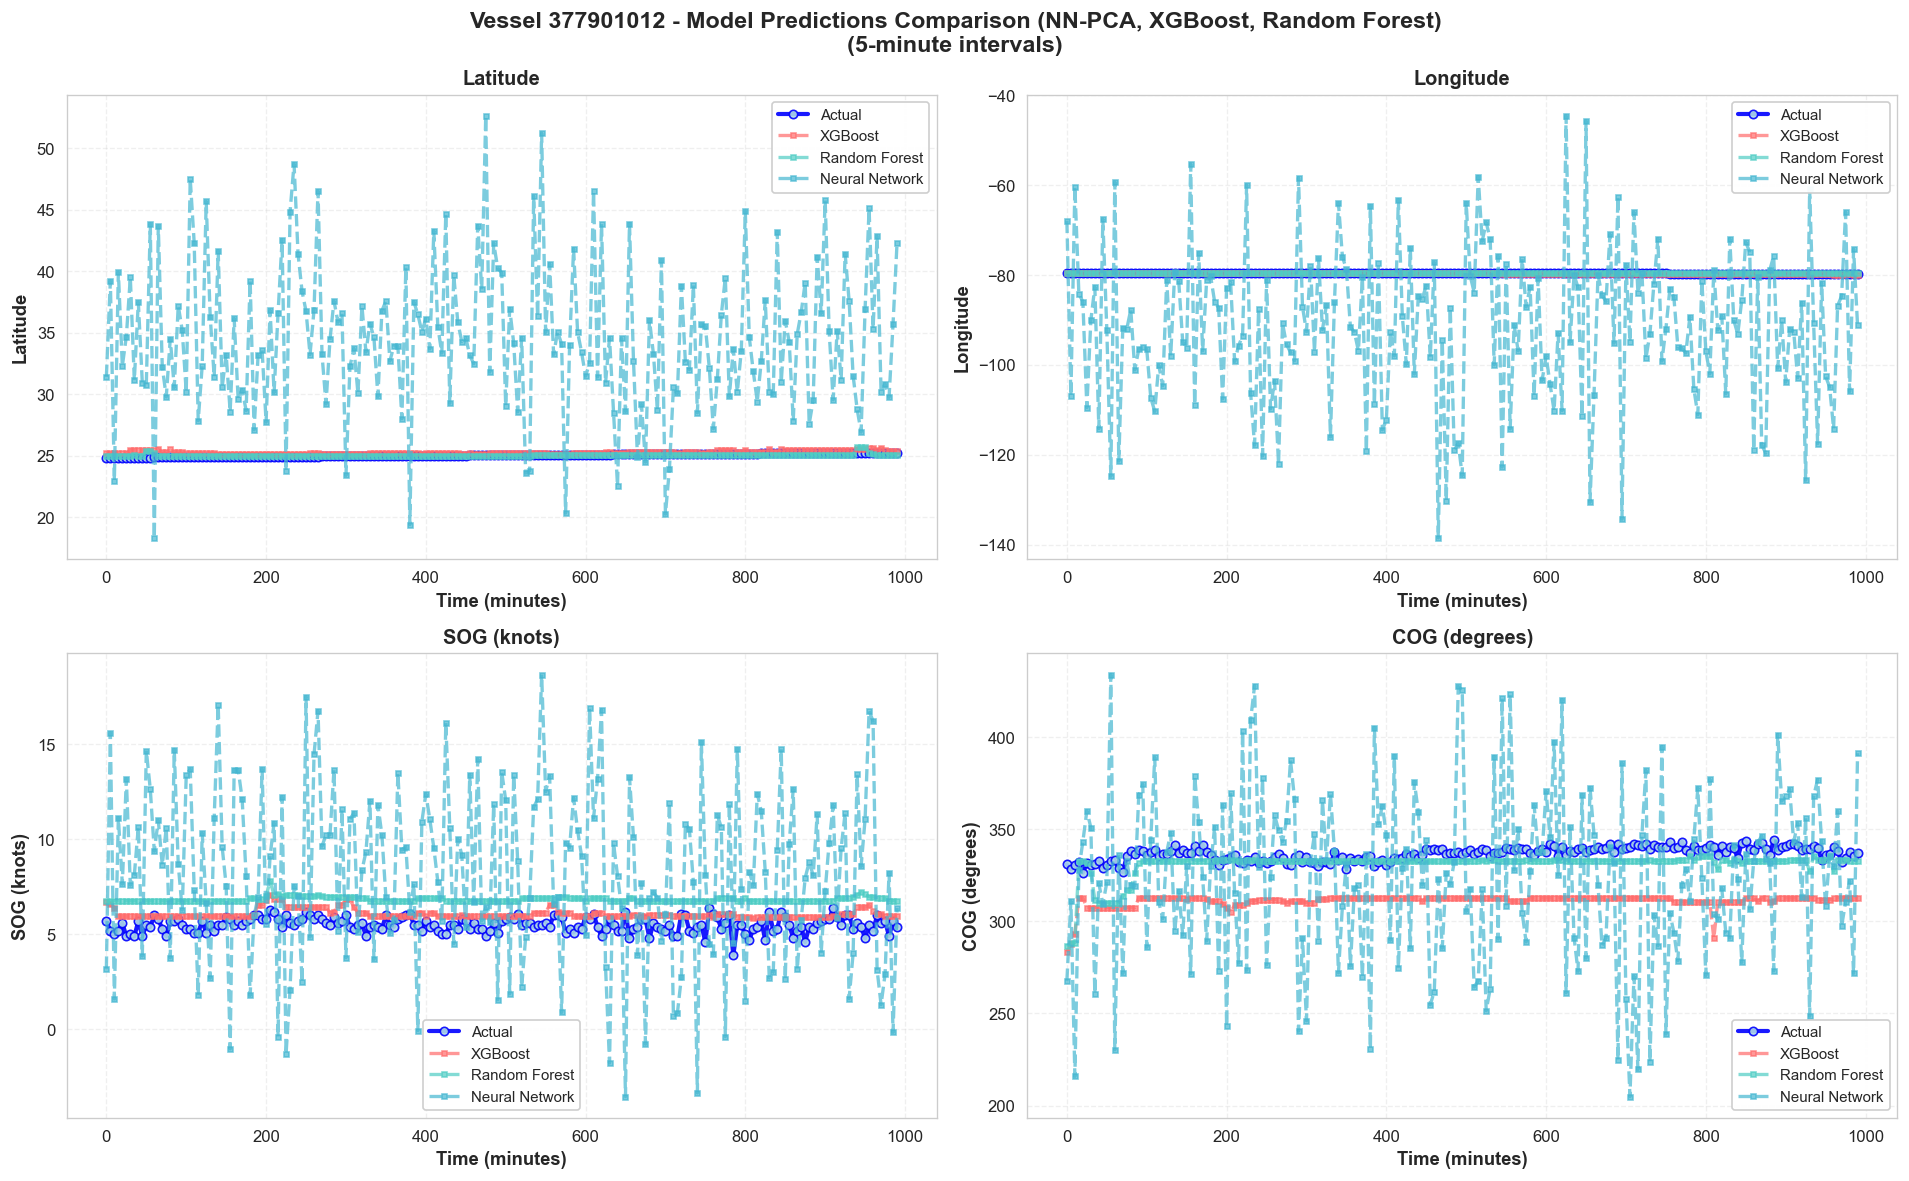 Vessel 377901012 - Model Predictions Comparison (NN-PCA, XGBoost, Random Forest)
(5-minute intervals)
Latitude
50
45
40
35
30
25
20
Latitude
0 200 400 600 800 1000
Time (minutes)
Actual
XGBoost
Random Forest
Neural Network
Longitude
−40
−60
−80
−100
−120
−140
Longitude
0 200 400 600 800 1000
Time (minutes)
Actual
XGBoost
Random Forest
Neural Network
SOG (knots)
15
10
5
0
SOG (knots)
0 200 400 600 800 1000
Time (minutes)
Actual
XGBoost
Random Forest
Neural Network
COG (degrees)
400
350
300
250
200
COG (degrees)
0 200 400 600 800 1000
Time (minutes)
Actual
XGBoost
Random Forest
Neural Network